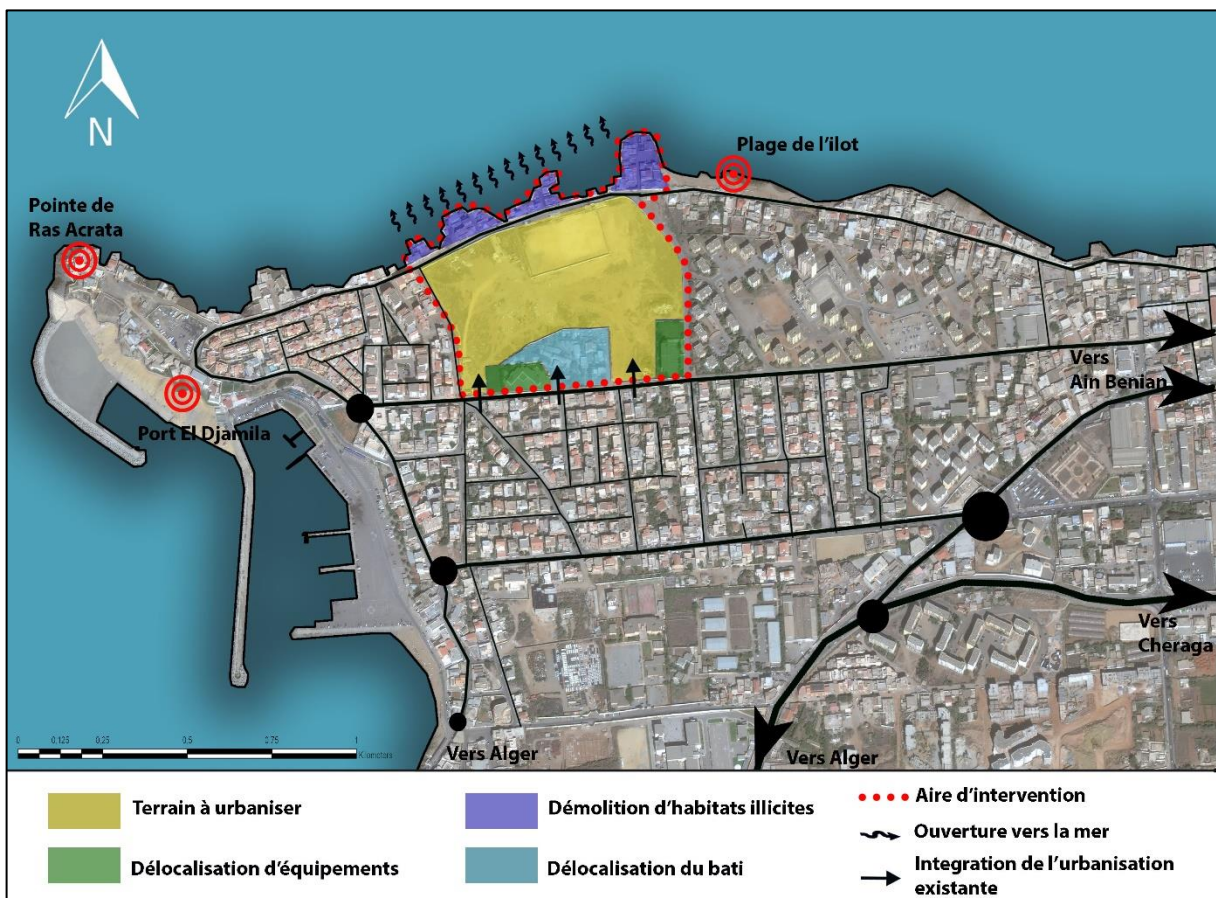 N
Plage de l'ilot
Pointe de
Ras Acrata
Port El Djamila
Vers
Ain Benian
Vers
Cheraga
Vers Alger
Vers Alger
0 0,125 0,25 0,5 0,75 1
Kilometers
Terrain à urbaniser
Délocalisation d'équipements
Démolition d'habitats illicites
Délocalisation du bati
Aire d'intervention
Ouverture vers la mer
Integration de l'urbanisation
existante